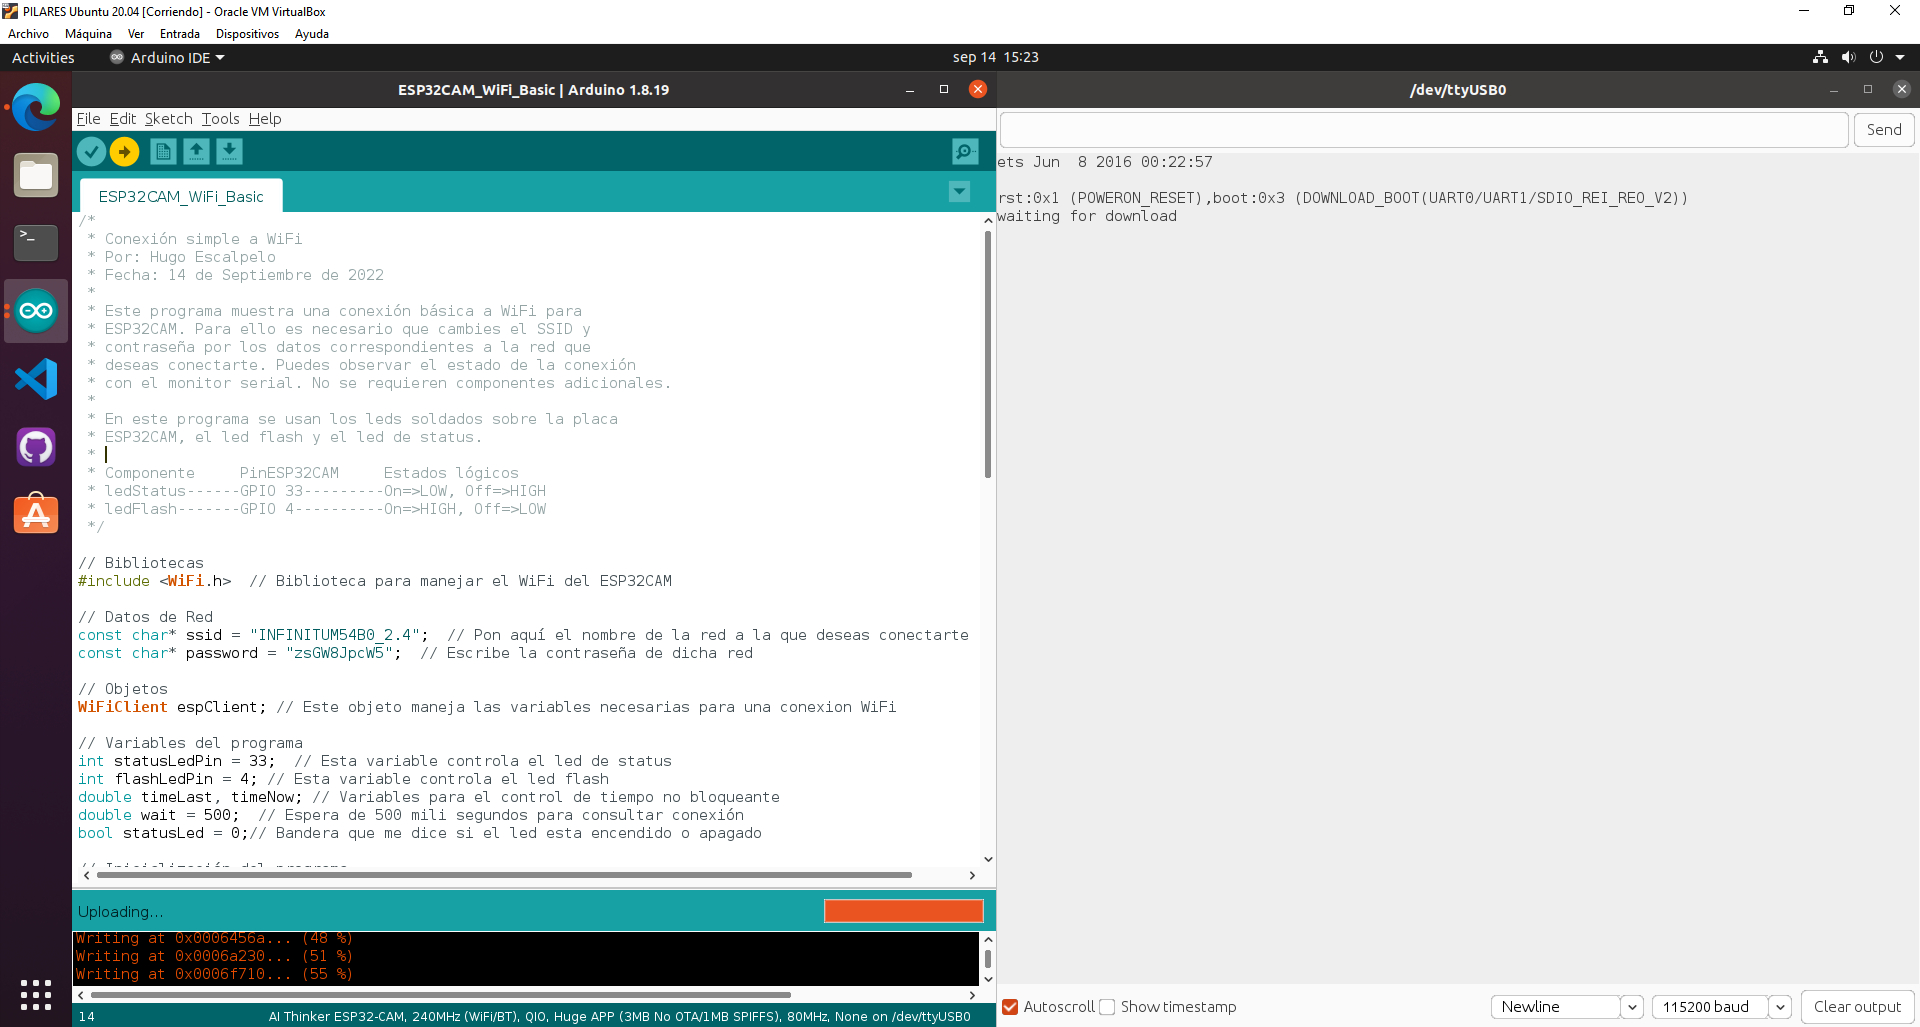 PILARES Ubuntu 20.04 [Corriendo] - Oracle VM VirtualBox
Archivo Máquina Ver Entrada Dispositivos Ayuda
Activities Arduino IDE sep 14 15:23
ESP32CAM_WiFi_Basic | Arduino 1.8.19
File Edit Sketch Tools Help
ESP32CAM_WiFi_Basic
/*
 * Conexión simple a WiFi
 * Por: Hugo Escalpelo
 * Fecha: 14 de Septiembre de 2022
 *
 * Este programa muestra una conexión básica a WiFi para
 * ESP32CAM. Para ello es necesario que cambies el SSID y
 * contraseña por los datos correspondientes a la red que
 * deseas conectarte. Puedes observar el estado de la conexión
 * con el monitor serial. No se requieren componentes adicionales.
 *
 * En este programa se usan los leds soldados sobre la placa
 * ESP32CAM, el led flash y el led de status.
 *
 * Componente     PinESP32CAM     Estados lógicos
 * ledStatus------GPIO 33---------On=>LOW, Off=>HIGH
 * ledFlash-------GPIO 4----------On=>HIGH, Off=>LOW
 */
// Bibliotecas
#include <WiFi.h>  // Biblioteca para manejar el WiFi del ESP32CAM
// Datos de Red
const char* ssid = "INFINITUM54B0_2.4";  // Pon aquí el nombre de la red a la que deseas conectarte
const char* password = "zsGW8JpcW5";  // Escribe la contraseña de dicha red
// Objetos
WiFiClient espClient; // Este objeto maneja las variables necesarias para una conexion WiFi
// Variables del programa
int statusLedPin = 33;  // Esta variable controla el led de status
int flashLedPin = 4; // Esta variable controla el led flash
double timeLast, timeNow; // Variables para el control de tiempo no bloqueante
double wait = 500;  // Espera de 500 mili segundos para consultar conexión
bool statusLed = 0;// Bandera que me dice si el led esta encendido o apagado
// Inicialización del programa
Uploading...
Writing at 0x0006456a... (48 %)
Writing at 0x0006a230... (51 %)
Writing at 0x0006f710... (55 %)
14 AI Thinker ESP32-CAM, 240MHz (WiFi/BT), QIO, Huge APP (3MB No OTA/1MB SPIFFS), 80MHz, None on /dev/ttyUSB0
/dev/ttyUSB0
Send
ets Jun  8 2016 00:22:57
rst:0x1 (POWERON_RESET),boot:0x3 (DOWNLOAD_BOOT(UART0/UART1/SDIO_REI_REO_V2))
waiting for download
Autoscroll Show timestamp Newline 115200 baud Clear output